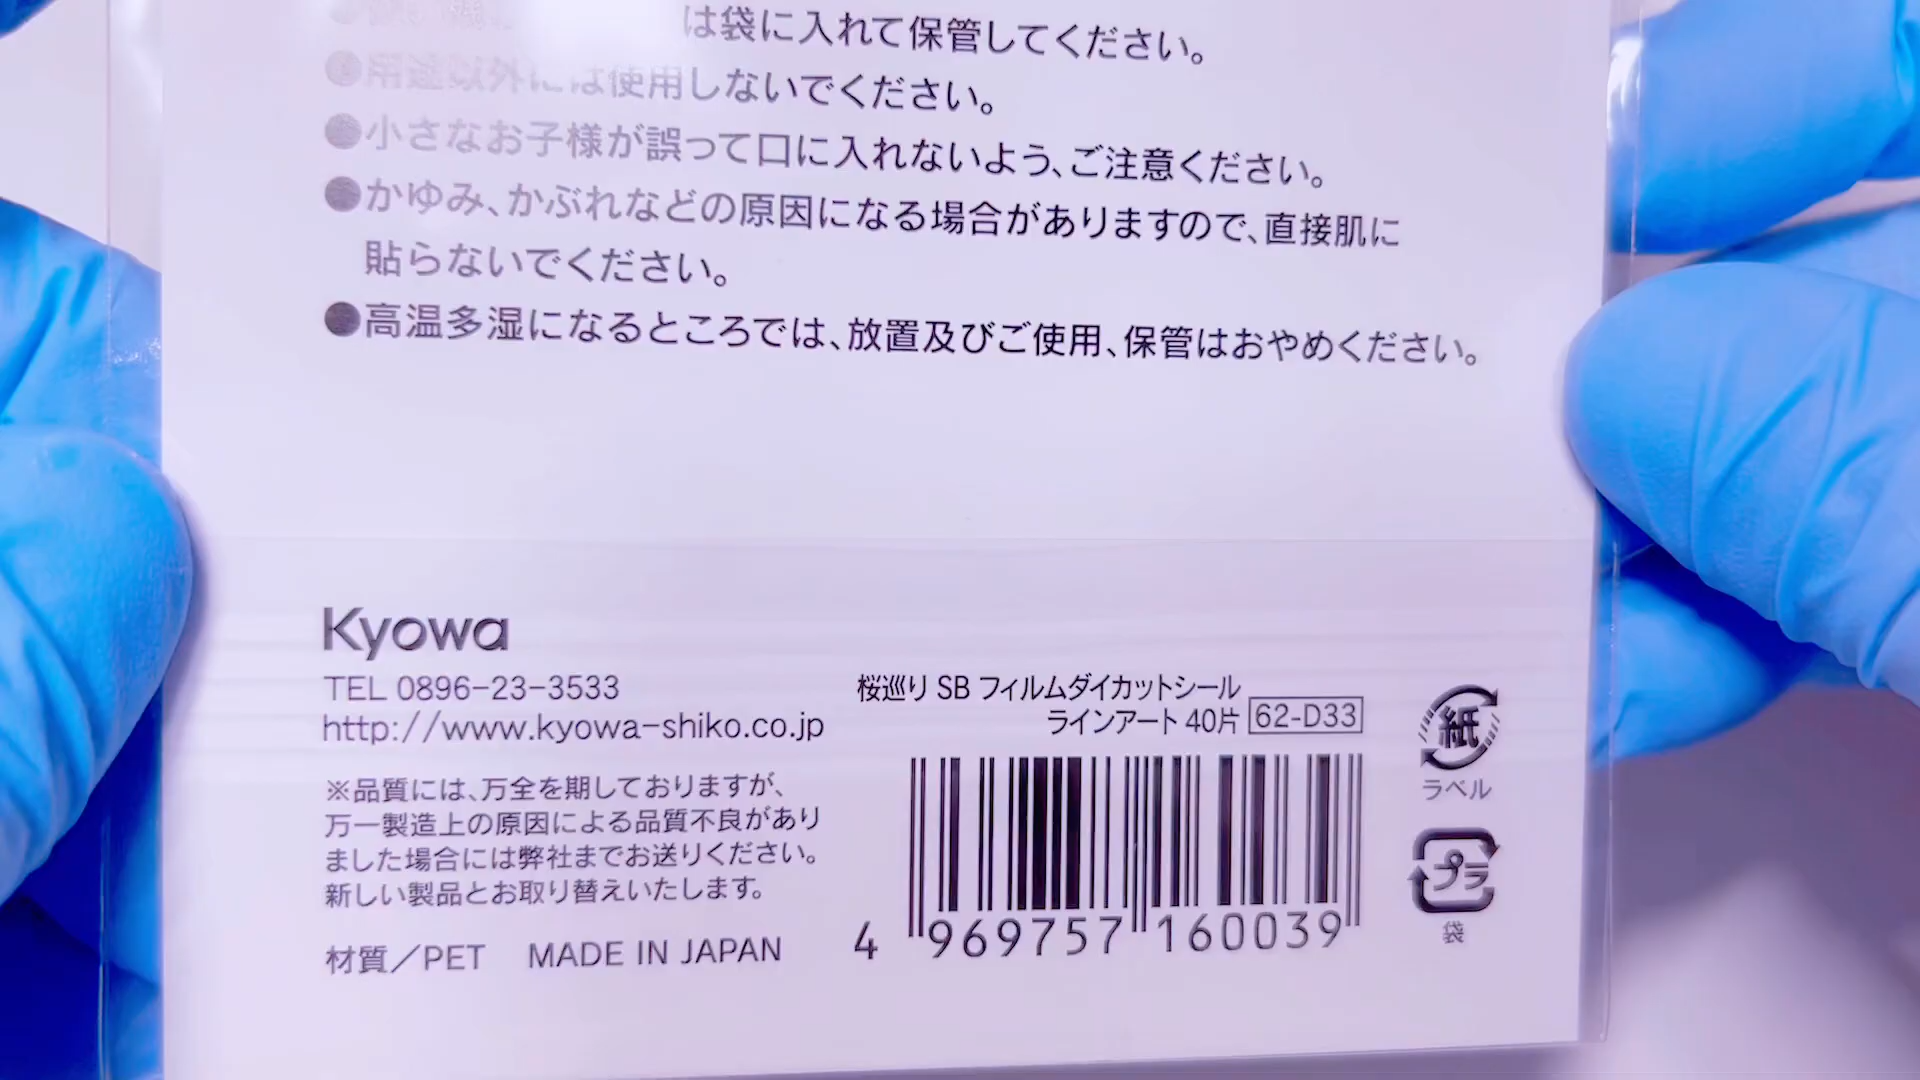 は袋に入れて保管してください。
●用途以外には使用しないでください。
●小さなお子様が誤って口に入れないよう、ご注意ください。
●かゆみ、かぶれなどの原因になる場合がありますので、直接肌に
貼らないでください。
●高温多湿になるところでは、放置及びご使用、保管はおやめください。
Kyowa
TEL 0896-23-3533
http://www.kyowa-shiko.co.jp
※品質には、万全を期しておりますが、
万一製造上の原因による品質不良があり
ました場合には弊社までお送りください。
新しい製品とお取り替えいたします。
材質/PET MADE IN JAPAN
桜巡り SB フィルムダイカットシール
ラインアート 40片 62-D33
4 969757 160039
紙
ラベル
プラ
袋